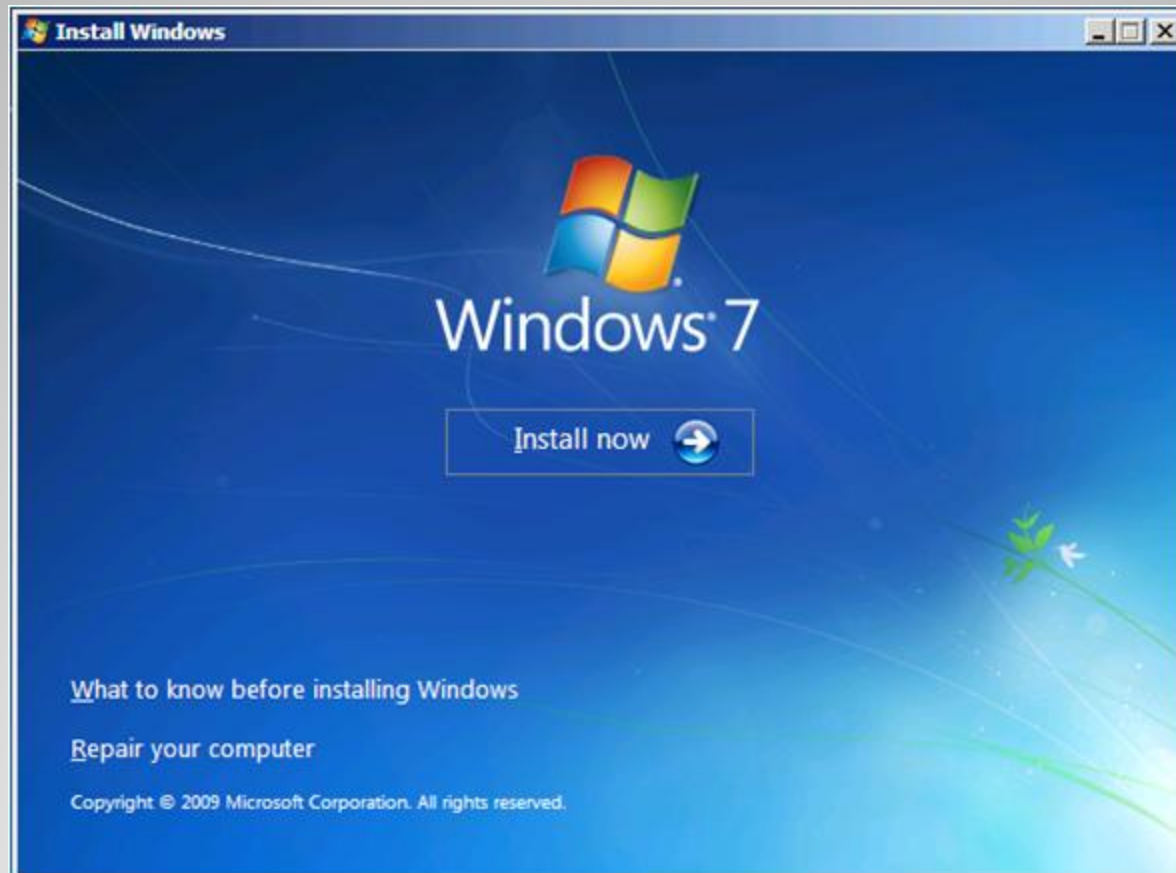 Install Windows
Windows® 7
Install now
What to know before installing Windows
Repair your computer
Copyright © 2009 Microsoft Corporation. All rights reserved.